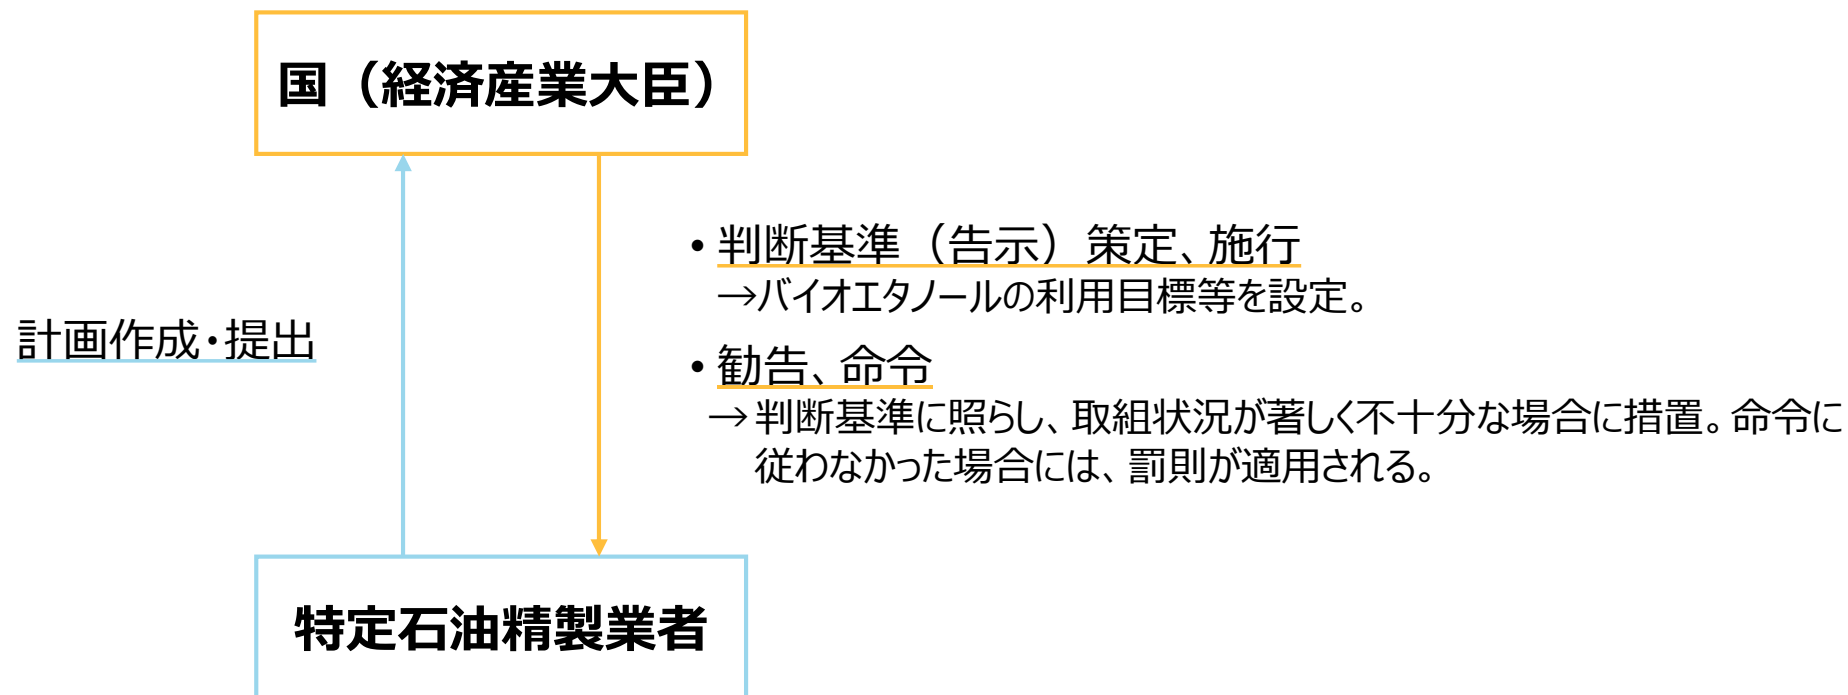 国（経済産業大臣）
• 判断基準（告示）策定、施行
→バイオエタノールの利用目標等を設定。
計画作成・提出
• 勧告、命令
→ 判断基準に照らし、取組状況が著しく不十分な場合に措置。命令に
従わなかった場合には、罰則が適用される。
特定石油精製業者